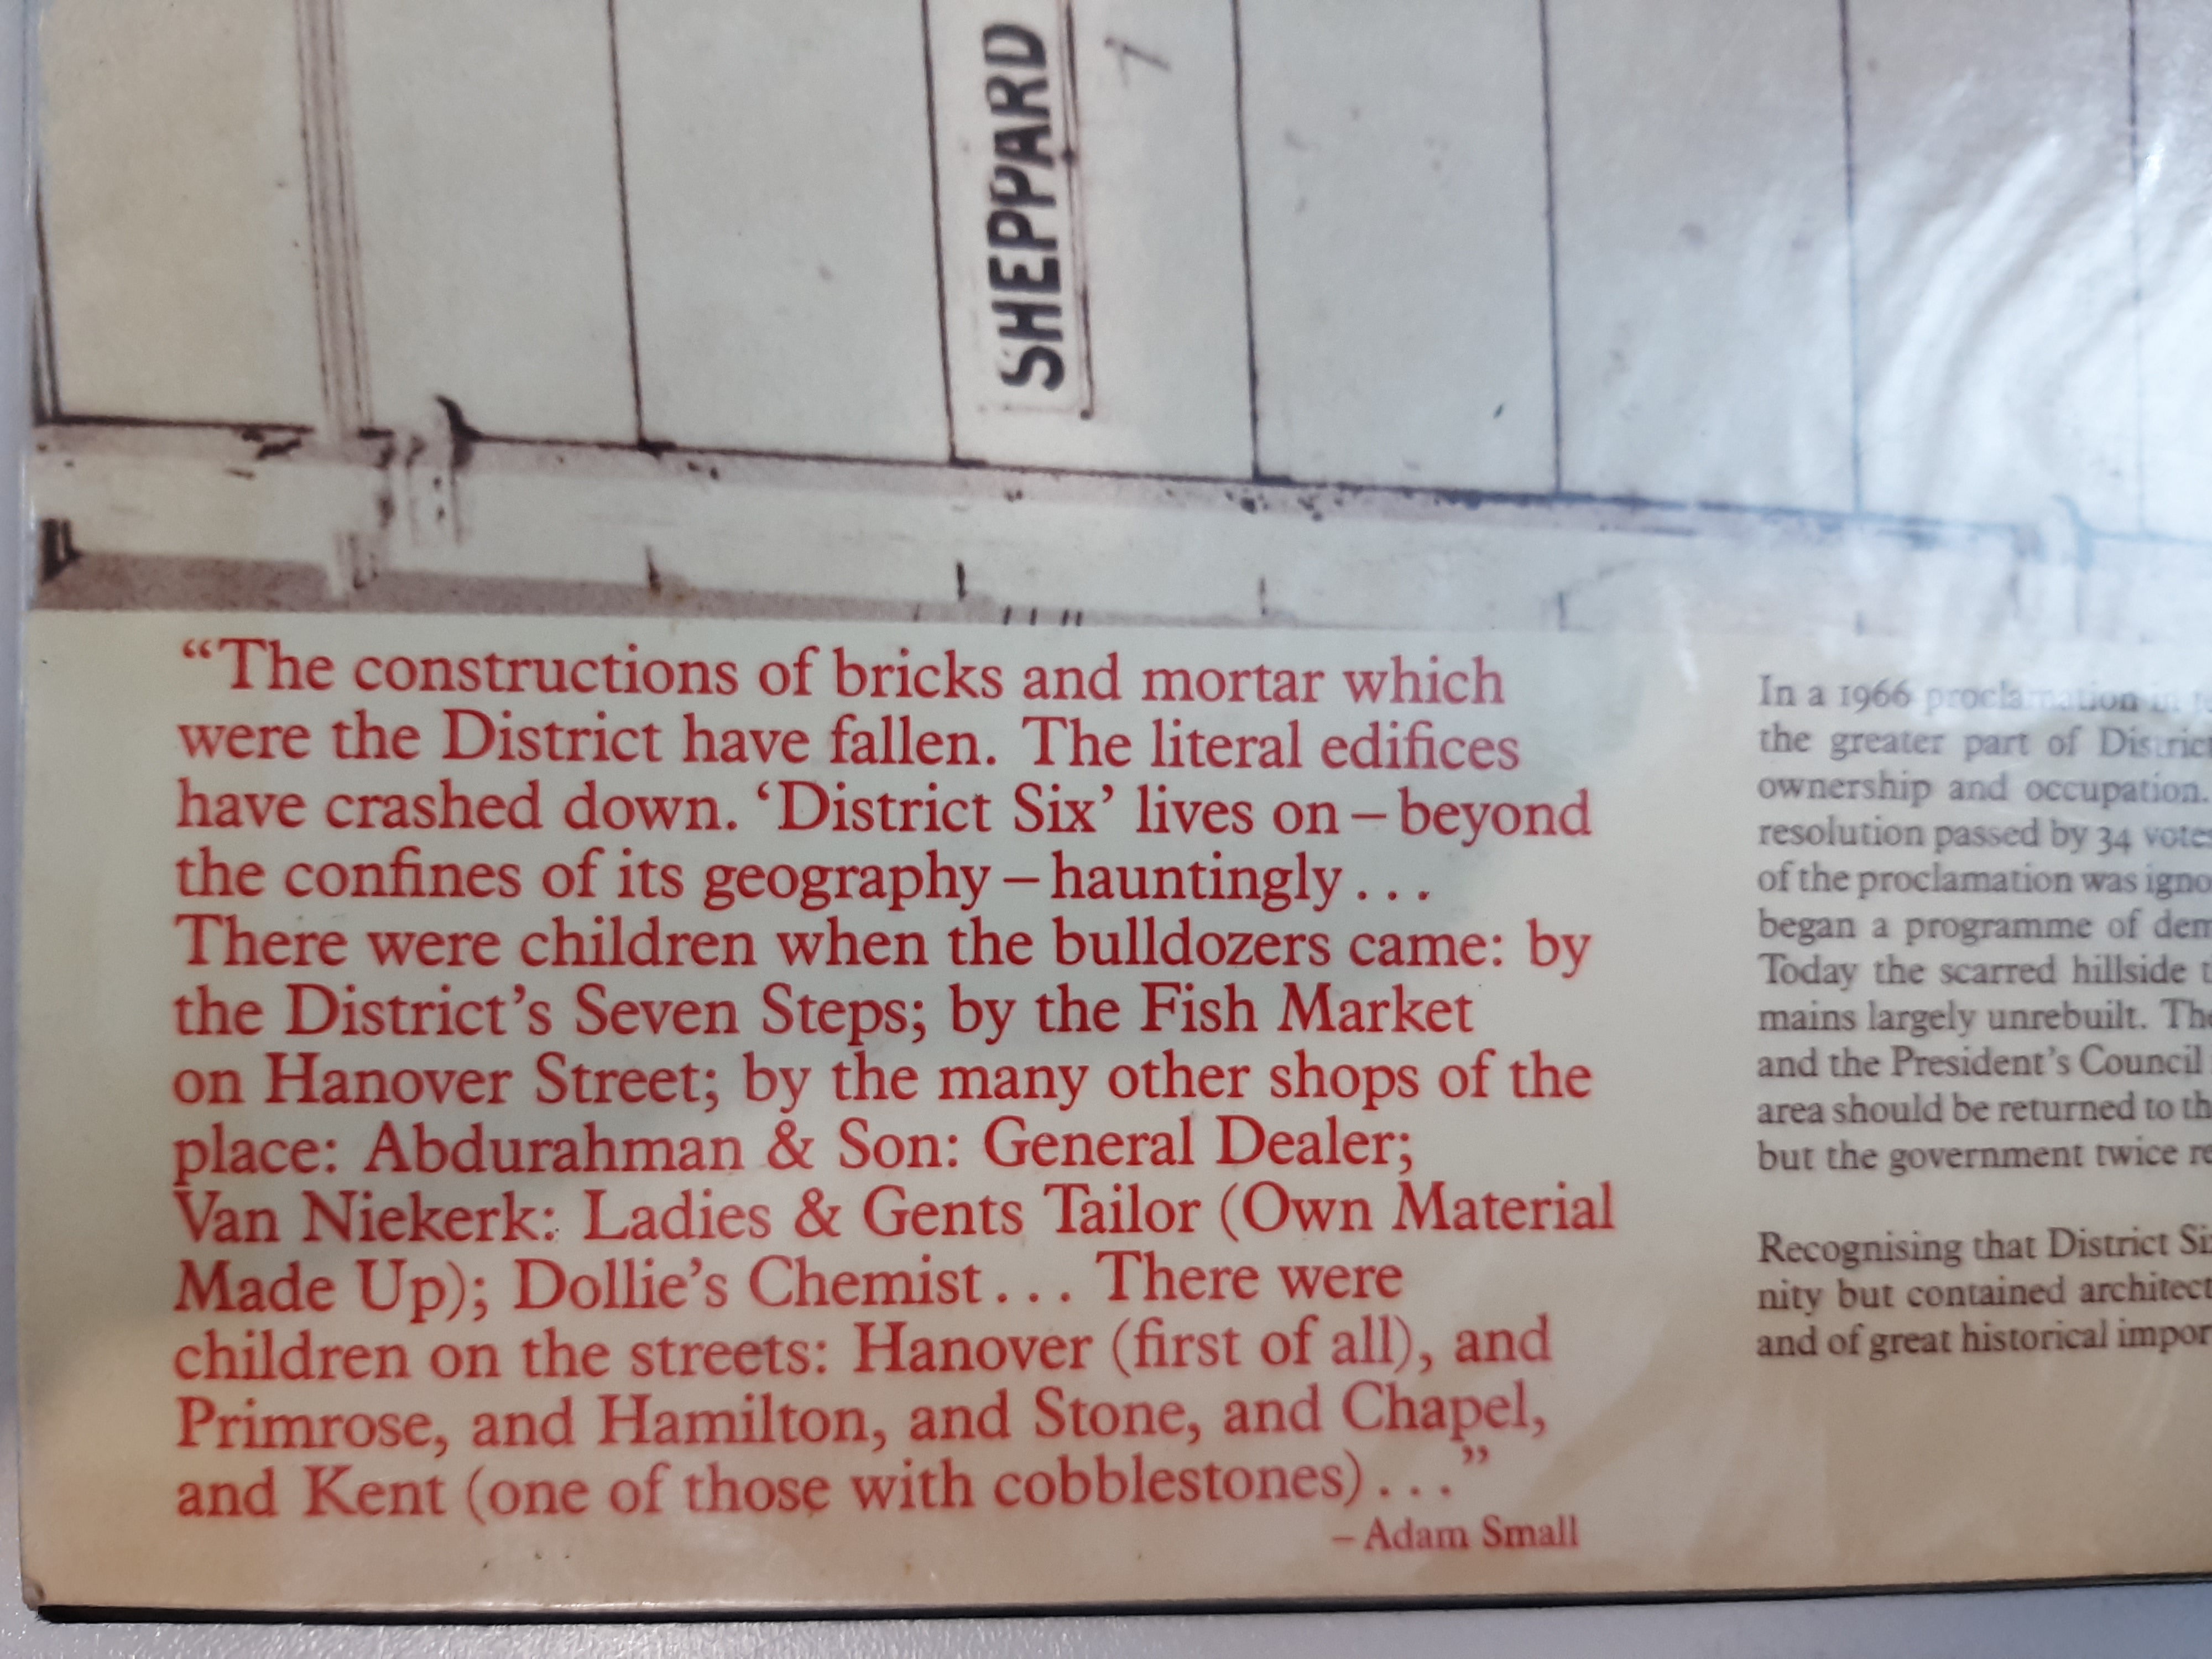 SHEPPARD
“The constructions of bricks and mortar which
were the District have fallen. The literal edifices
have crashed down. ‘District Six’ lives on – beyond
the confines of its geography – hauntingly . . .
There were children when the bulldozers came: by
the District’s Seven Steps; by the Fish Market
on Hanover Street; by the many other shops of the
place: Abdurahman & Son: General Dealer;
Van Niekerk: Ladies & Gents Tailor (Own Material
Made Up); Dollie’s Chemist . . . There were
children on the streets: Hanover (first of all), and
Primrose, and Hamilton, and Stone, and Chapel,
and Kent (one of those with cobblestones) . . .”
– Adam Small
In a 1966 proclamation in
the greater part of District
ownership and occupation.
resolution passed by 34
of the proclamation was
began a programme of
Today the scarred hillside
mains largely unrebuilt.
and the President’s Council
area should be returned to
but the government twice
Recognising that District
nity but contained
and of great historical